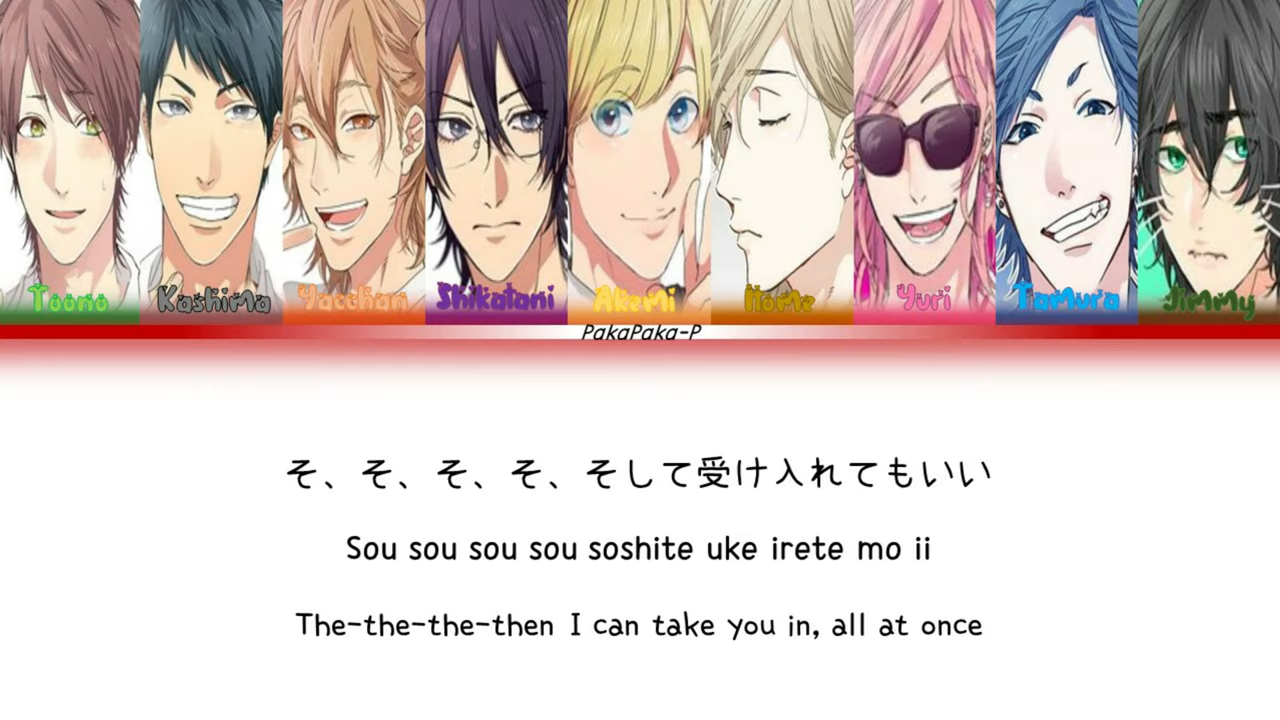 Toono Kashima Yacchan Shikatani Akemi Home Yuri Tamura Jimmy
PakaPaka-P
そ、そ、そ、そ、そして受け入れてもいい
Sou sou sou sou soshite uke irete mo ii
The-the-the-then I can take you in, all at once